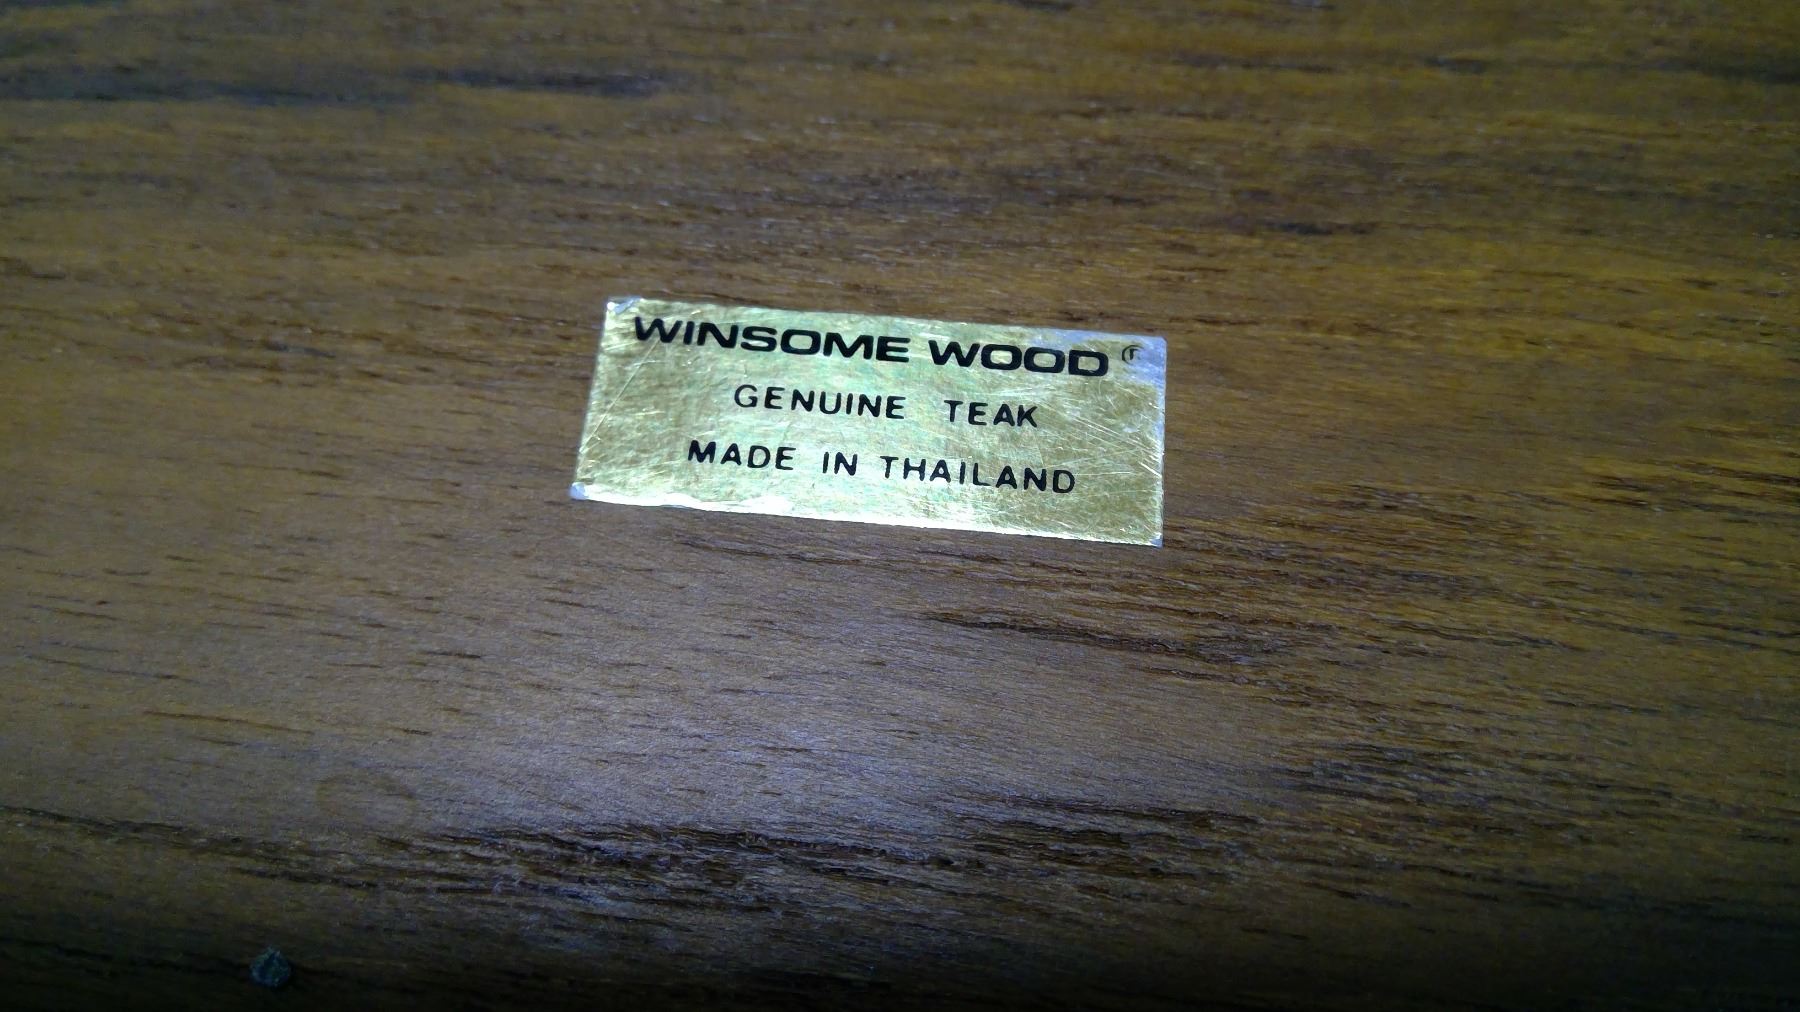 WINSOME WOOD ®
GENUINE TEAK
MADE IN THAILAND